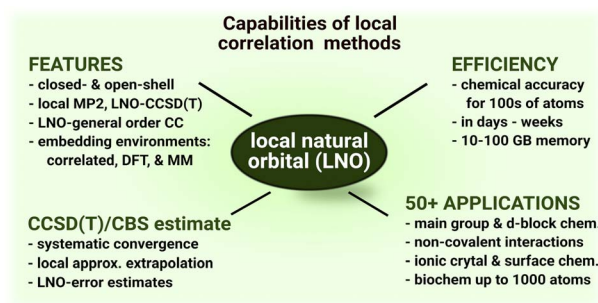 Capabilities of local
correlation methods
FEATURES
- closed- & open-shell
- local MP2, LNO-CCSD(T)
- LNO-general order CC
- embedding environments:
correlated, DFT, & MM
EFFICIENCY
- chemical accuracy
for 100s of atoms
- in days - weeks
- 10-100 GB memory
local natural
orbital (LNO)
CCSD(T)/CBS estimate
- systematic convergence
- local approx. extrapolation
- LNO-error estimates
50+ APPLICATIONS
- main group & d-block chem.
- non-covalent interactions
- ionic crytal & surface chem.
- biochem up to 1000 atoms